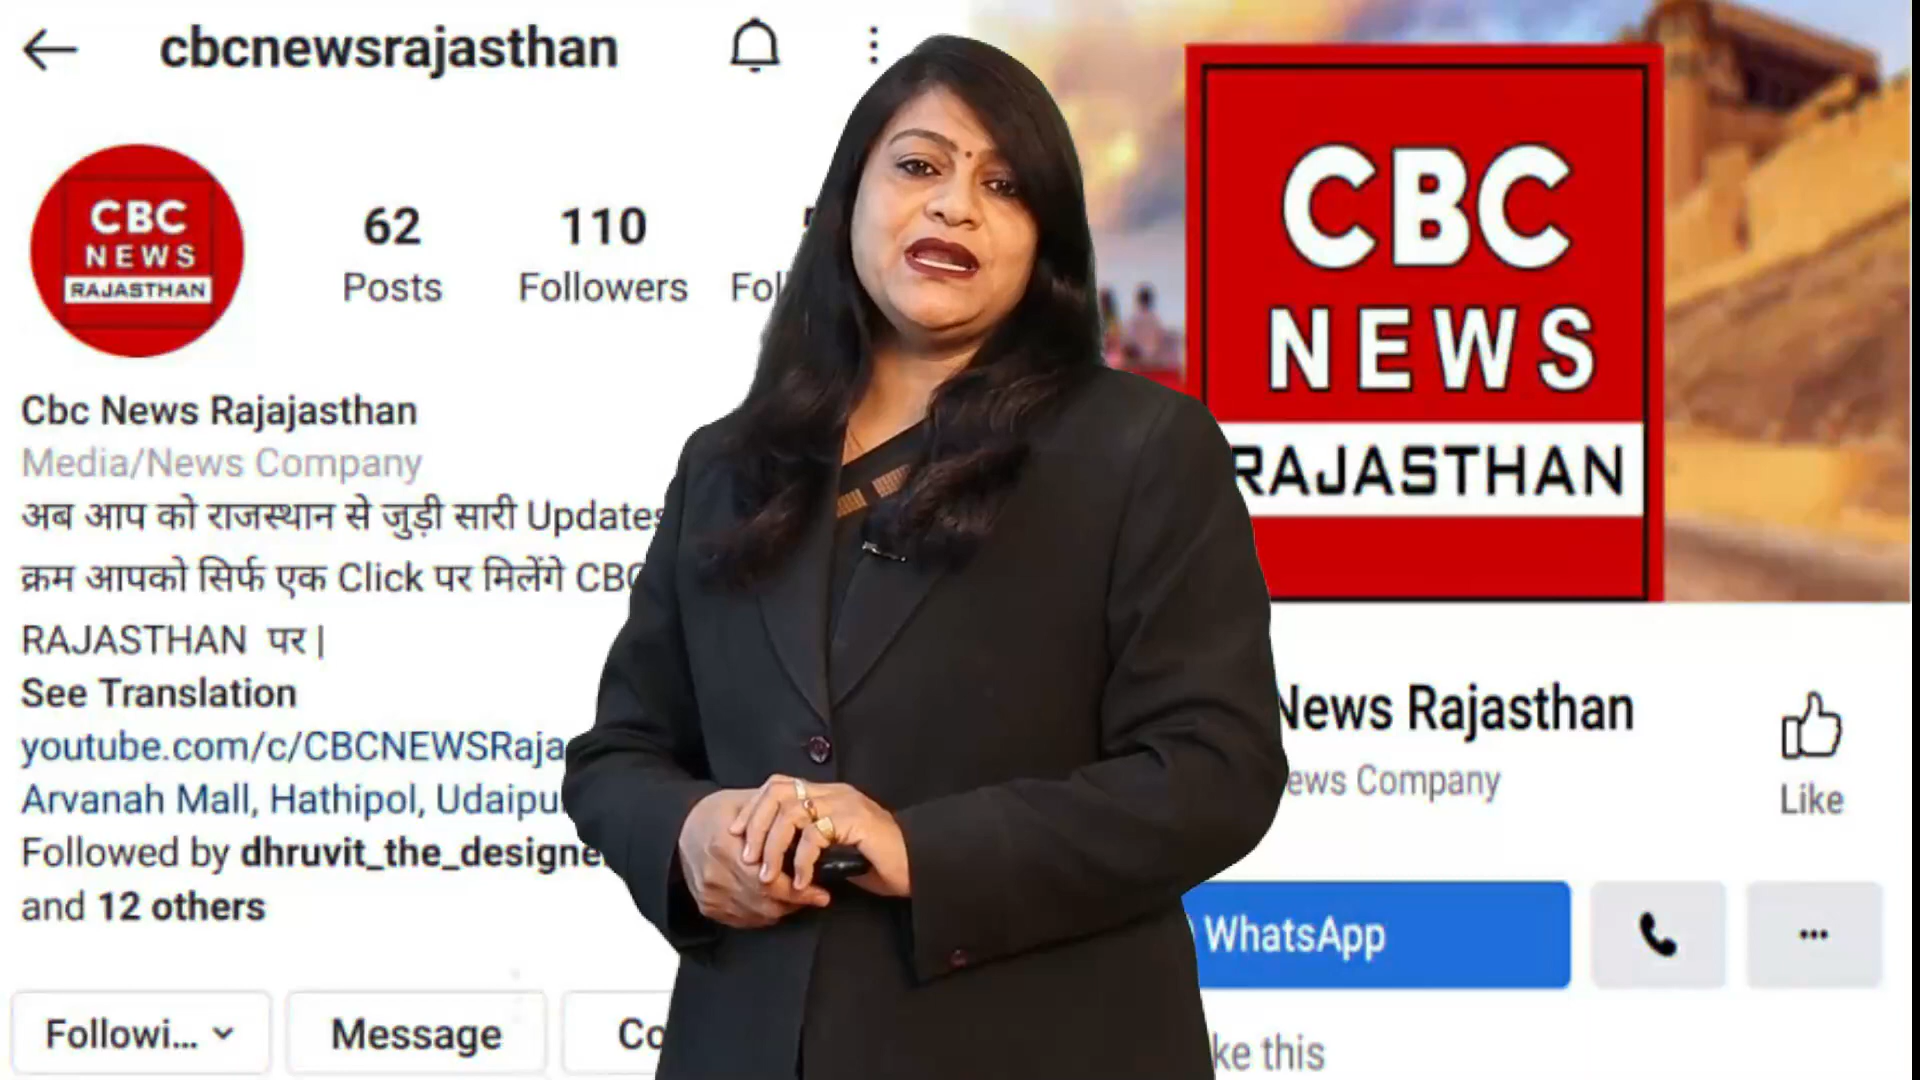 cbcnewsrajasthan
CBC
NEWS
RAJASTHAN
62
Posts
110
Followers
Cbc News Rajajasthan
Media/News Company
अब आप को राजस्थान से जुड़ी सारी Updates
क्रम आपको सिर्फ एक Click पर मिलेंगे CBC
RAJASTHAN पर |
See Translation
youtube.com/c/CBCNEWSRaja
Arvanah Mall, Hathipol, Udaipu
Followed by dhruvit_the_designe
and 12 others
Followi...
Message
CBC
NEWS
RAJASTHAN
News Rajasthan
ews Company
Like
WhatsApp
...
ke this